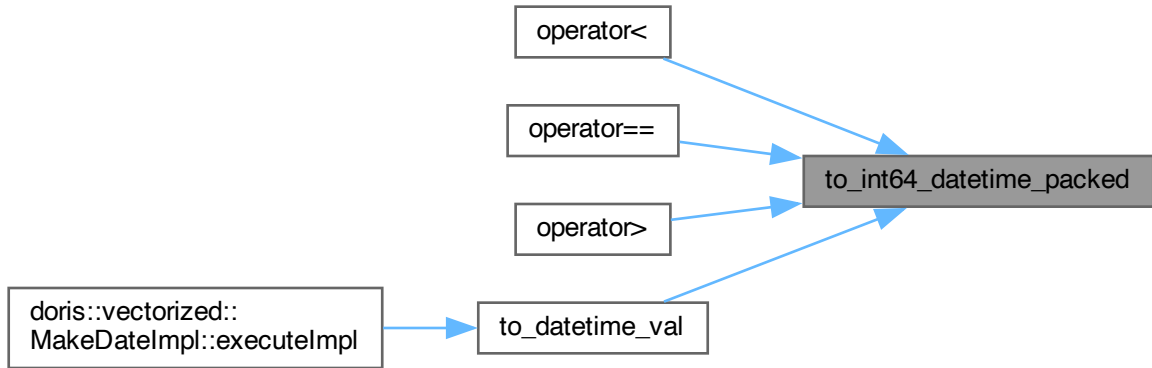 operator<
operator==
to_int64_datetime_packed
operator>
doris::vectorized::
MakeDateImpl::executeImpl
to_datetime_val